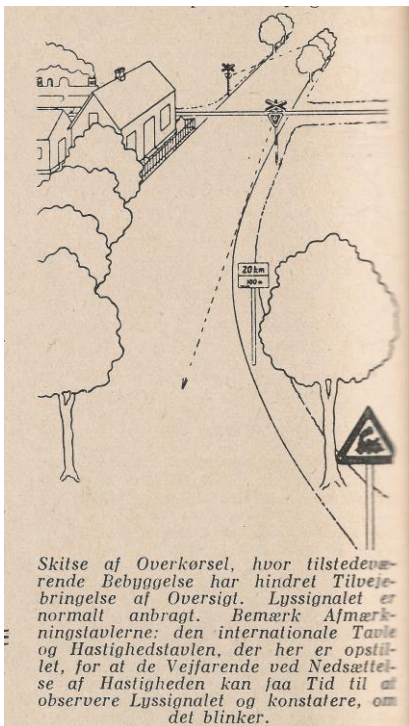 20 km
100 m
Skitse af Overkørsel, hvor tilstedevæ-
rende Bebyggelse har hindret Tilveje-
bringelse af Oversigt. Lyssignalet er
normalt anbragt. Bemærk Afmærk-
ningstavlerne: den internationale Tavle
og Hastighedstavlen, der her er opstil-
let, for at de Vejfarende ved Nedsættel-
se af Hastigheden kan faa Tid til at
observere Lyssignalet og konstatere, om
det blinker.